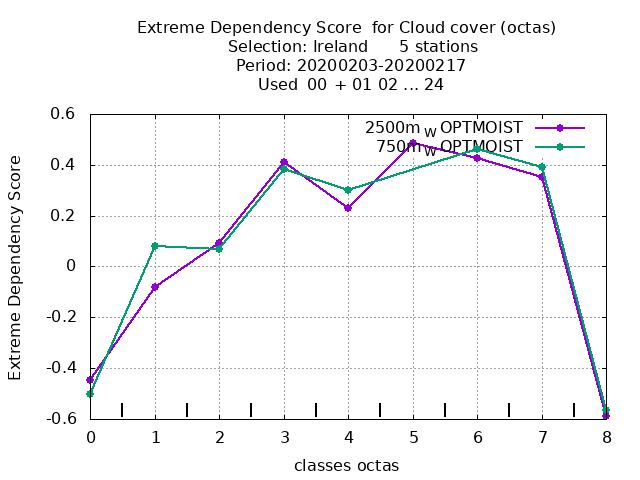 Extreme Dependency Score  for Cloud cover (octas)
Selection: Ireland      5 stations
Period: 20200203-20200217
Used  00  + 01 02 ... 24
2500m_W OPTMOIST
750m_W OPTMOIST
0.6
0.4
0.2
0
-0.2
-0.4
-0.6
Extreme Dependency Score
0 1 2 3 4 5 6 7 8
classes octas